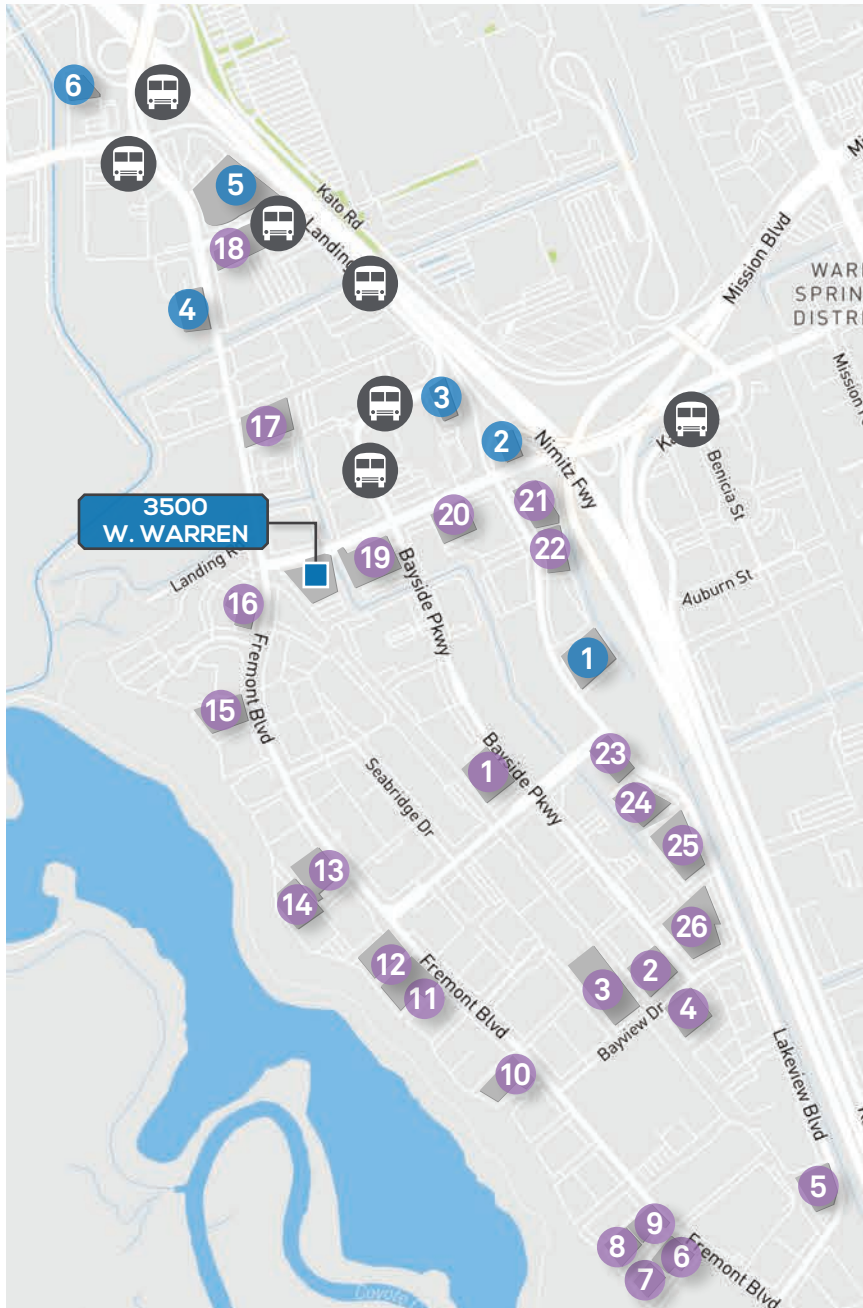 6
5
Kato Rd
Landing
18
4
Mission Blvd
3
17
2
Nimitz Fwy
Benicia St
3500
W. WARREN
21
20
22
19
Landing
Bayside Pkwy
Auburn St
16
Fremont Blvd
1
15
23
Bayside Pkwy
1
Seabridge Dr
24
25
13
14
26
12
Fremont Blvd
11
2
3
4
Bayview Dr
10
Lakeview Blvd
5
9
8
6
Fremont Blvd
7
Coyote